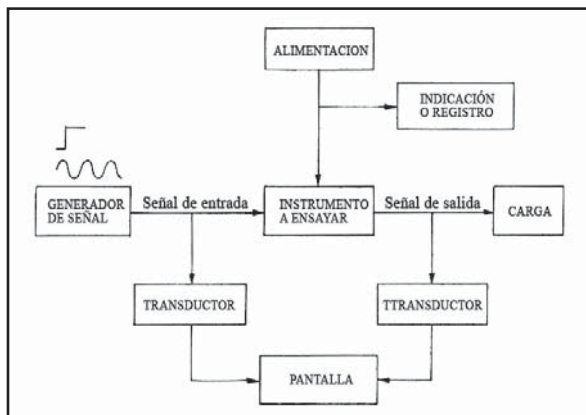 ALIMENTACION
INDICACIÓN
O REGISTRO
GENERADOR
DE SEÑAL
Señal de entrada
INSTRUMENTO
A ENSAYAR
Señal de salida
CARGA
TRANSDUCTOR
TTRANSDUCTOR
PANTALLA